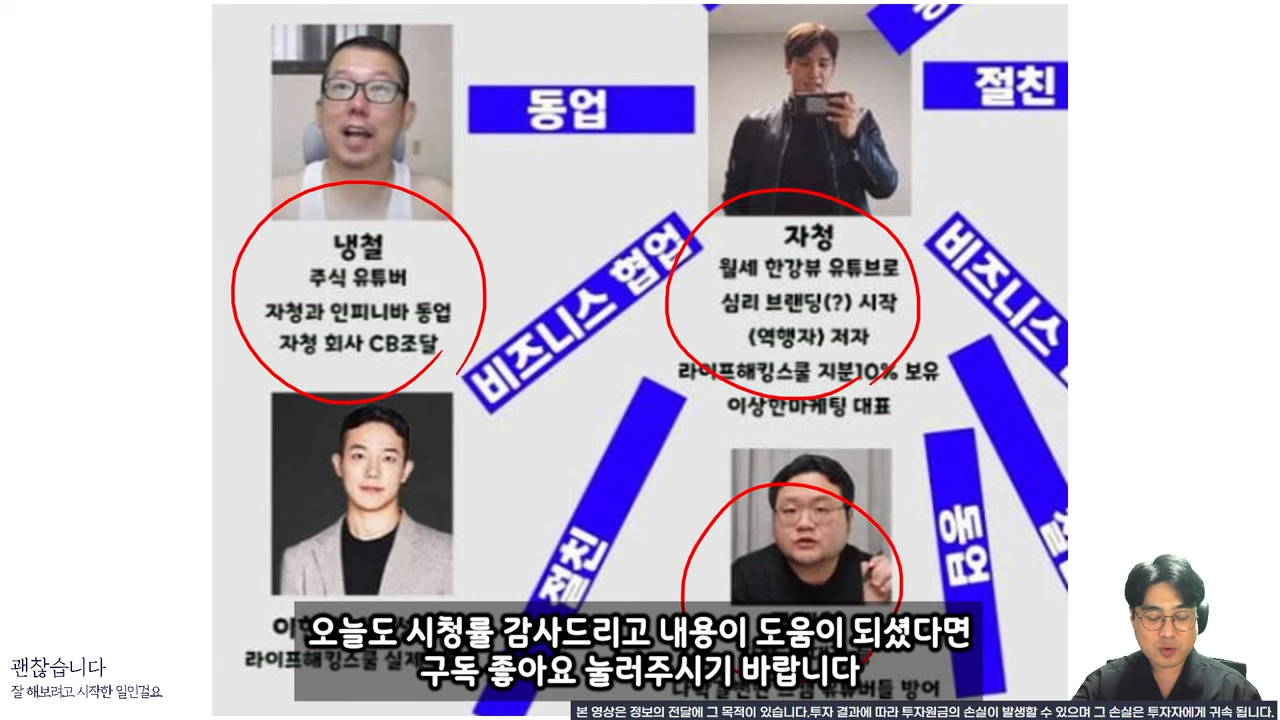 동업
절친
냉철
주식 유튜버
자청과 인피니바 동업
자청 회사 CB조달
비즈니스 협업
자청
월세 한강뷰 유튜브로
심리 브랜딩(?) 시작
(역행자) 저자
라이프해킹스쿨 지분10% 보유
이상한마케팅 대표
비즈니스
절친
동업
라이프해킹스쿨 실제
오늘도 시청률 감사드리고 내용이 도움이 되셨다면
구독 좋아요 눌러주시기 바랍니다
괜찮습니다
잘 해보려고 시작한 일인걸요
본 영상은 정보의 전달에 그 목적이 있습니다.투자 결과에 따라 투자원금의 손실이 발생할 수 있으며 그 손실은 투자자에게 귀속 됩니다.